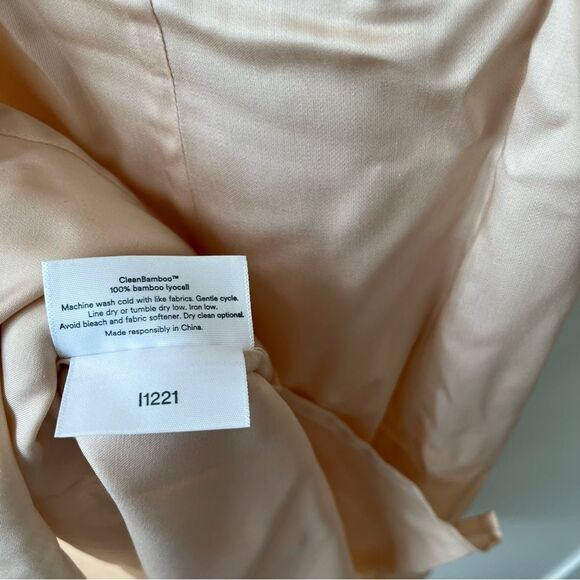 CleanBamboo™
100% bamboo lyocell
Machine wash cold with like fabrics. Gentle cycle.
Line dry or tumble dry low. Iron low.
Avoid bleach and fabric softener. Dry clean optional.
Made responsibly in China.
I1221